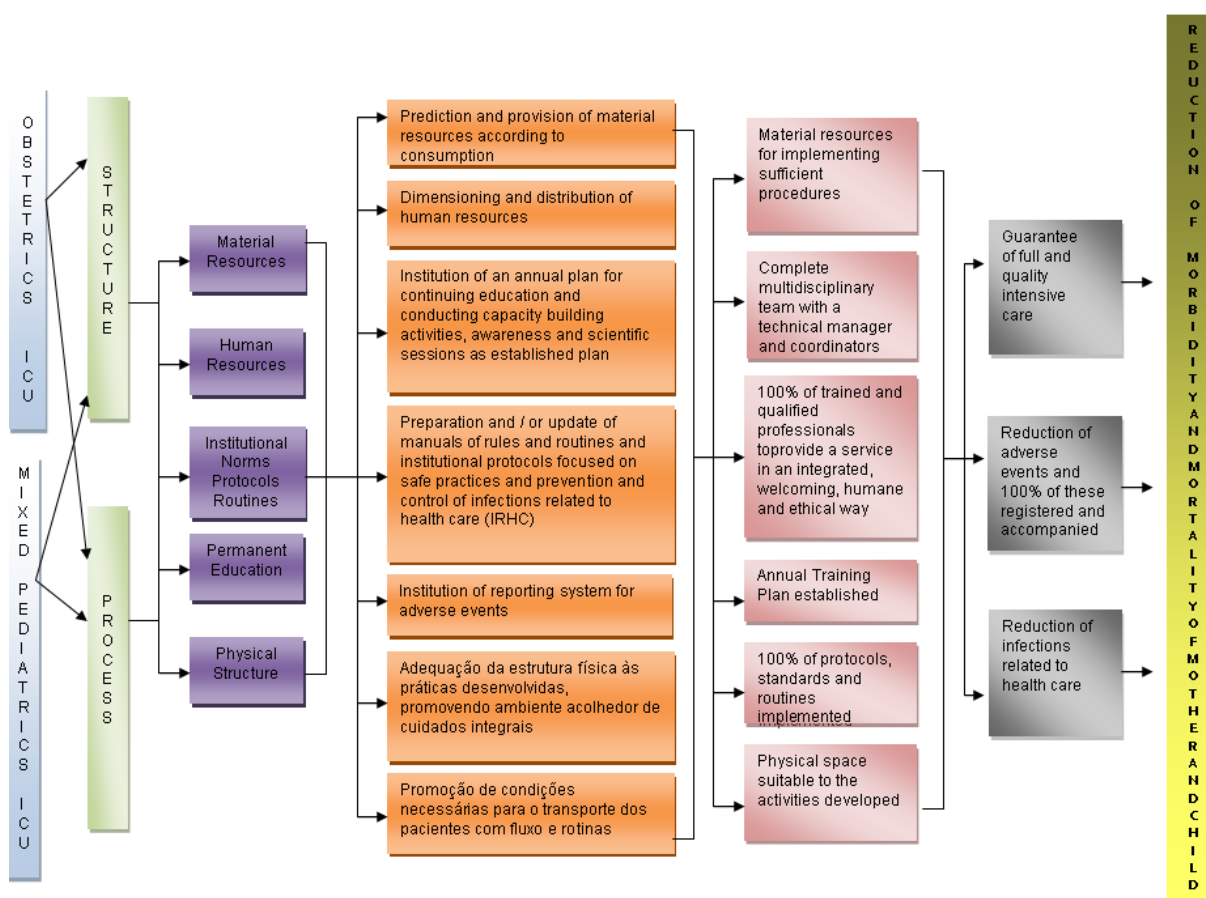 OBSTETRICS ICU
MIXED PEDIATRICS ICU
STRUCTURE
PROCESS
Material
Resources
Human
Resources
Institutional
Norms
Protocols
Routines
Permanent
Education
Physical
Structure
Prediction and provision of material
resources according to
consumption
Dimensioning and distribution of
human resources
Institution of an annual plan for
continuing education and
conducting capacity building
activities, awareness and scientific
sessions as established plan
Preparation and / or update of
manuals of rules and routines and
institutional protocols focused on
safe practices and prevention and
control of infections related to
health care (IRHC)
Institution of reporting system for
adverse events
Adequação da estrutura física às
práticas desenvolvidas,
promovendo ambiente acolhedor de
cuidados integrais
Promoção de condições
necessárias para o transporte dos
pacientes com fluxo e rotinas
Material resources
for implementing
sufficient
procedures
Complete
multidisciplinary
team with a
technical manager
and coordinators
100% of trained and
qualified
professionals
toprovide a service
in an integrated,
welcoming, humane
and ethical way
Annual Training
Plan established
100% of protocols,
standards and
routines
implemented
Physical space
suitable to the
activities developed
Guarantee
of full and
quality
intensive
care
Reduction of
adverse
events and
100% of these
registered and
accompanied
Reduction of
infections
related to
health care
REDUCTION OF MORBIDITYANDMORTALITYOFMOTHERANDCHILD